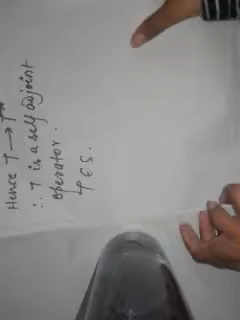 Hence T → T**
∴ T is a self adjoint
operator.
T ∈ S.